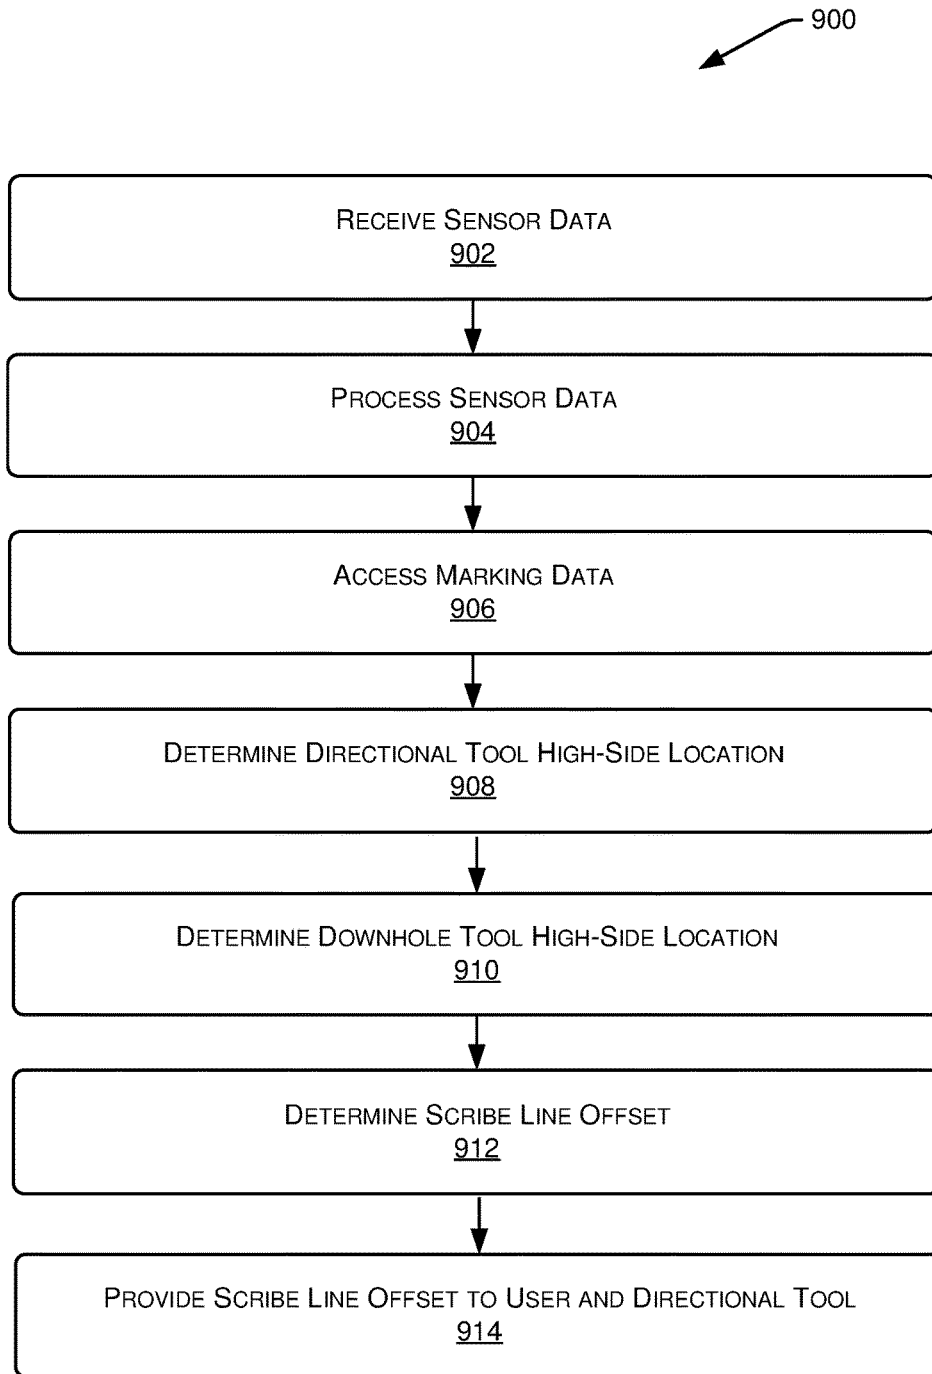 900
RECEIVE SENSOR DATA
902
PROCESS SENSOR DATA
904
ACCESS MARKING DATA
906
DETERMINE DIRECTIONAL TOOL HIGH-SIDE LOCATION
908
DETERMINE DOWNHOLE TOOL HIGH-SIDE LOCATION
910
DETERMINE SCRIBE LINE OFFSET
912
PROVIDE SCRIBE LINE OFFSET TO USER AND DIRECTIONAL TOOL
914